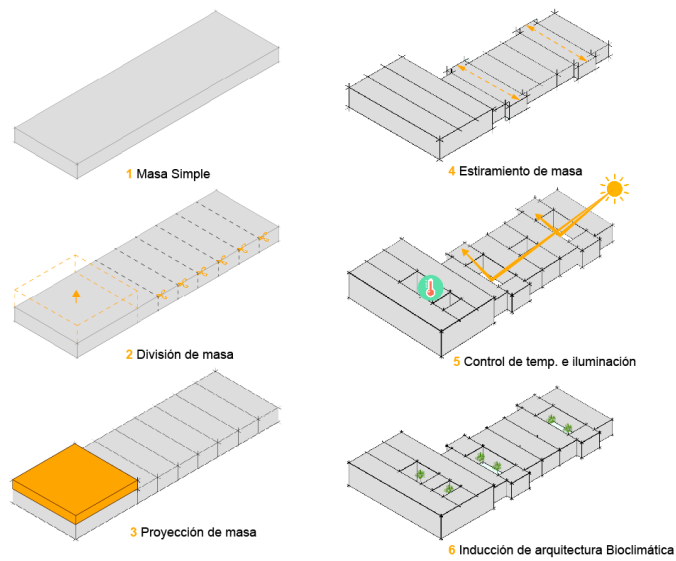 1 Masa Simple
2 División de masa
3 Proyección de masa
4 Estiramiento de masa
5 Control de temp. e iluminación
6 Inducción de arquitectura Bioclimática